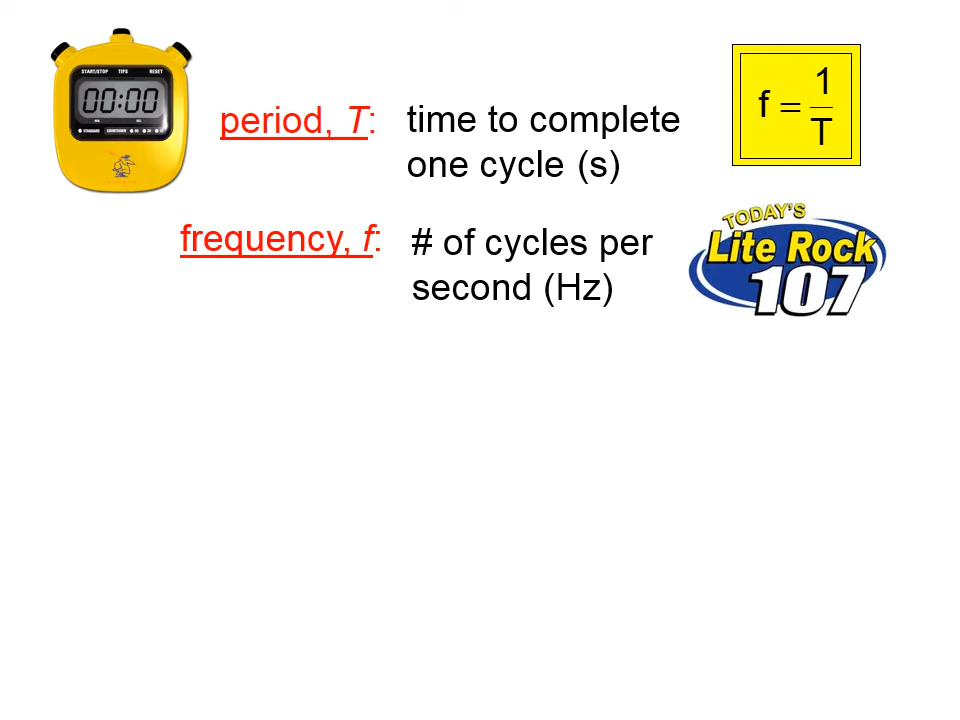 START/STOP TIPS RESET
00:00
period, T:
time to complete
one cycle (s)
f = 1/T
frequency, f:
# of cycles per
second (Hz)
TODAY'S
Lite Rock
107